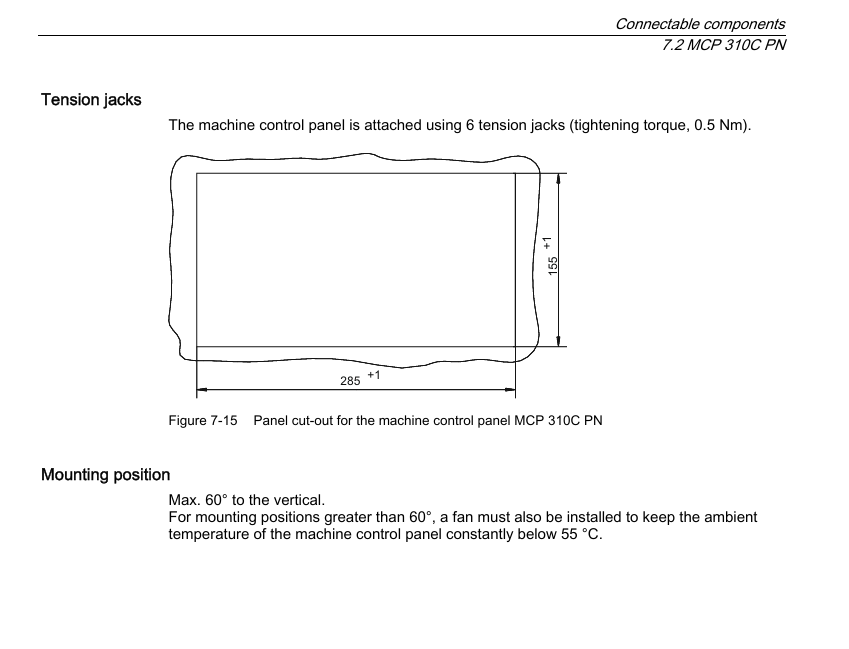 Connectable components
7.2 MCP 310C PN
Tension jacks
The machine control panel is attached using 6 tension jacks (tightening torque, 0.5 Nm).
155 +1
285 +1
Figure 7-15 Panel cut-out for the machine control panel MCP 310C PN
Mounting position
Max. 60° to the vertical.
For mounting positions greater than 60°, a fan must also be installed to keep the ambient
temperature of the machine control panel constantly below 55 °C.